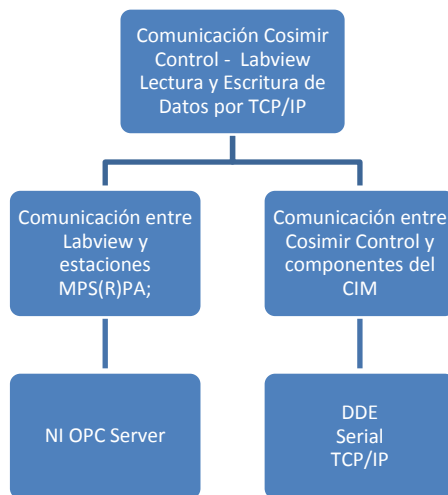 Comunicación Cosimir
Control - Labview
Lectura y Escritura de
Datos por TCP/IP
Comunicación entre
Labview y
estaciones
MPS(R)PA;
Comunicación entre
Cosimir Control y
componentes del
CIM
NI OPC Server
DDE
Serial
TCP/IP